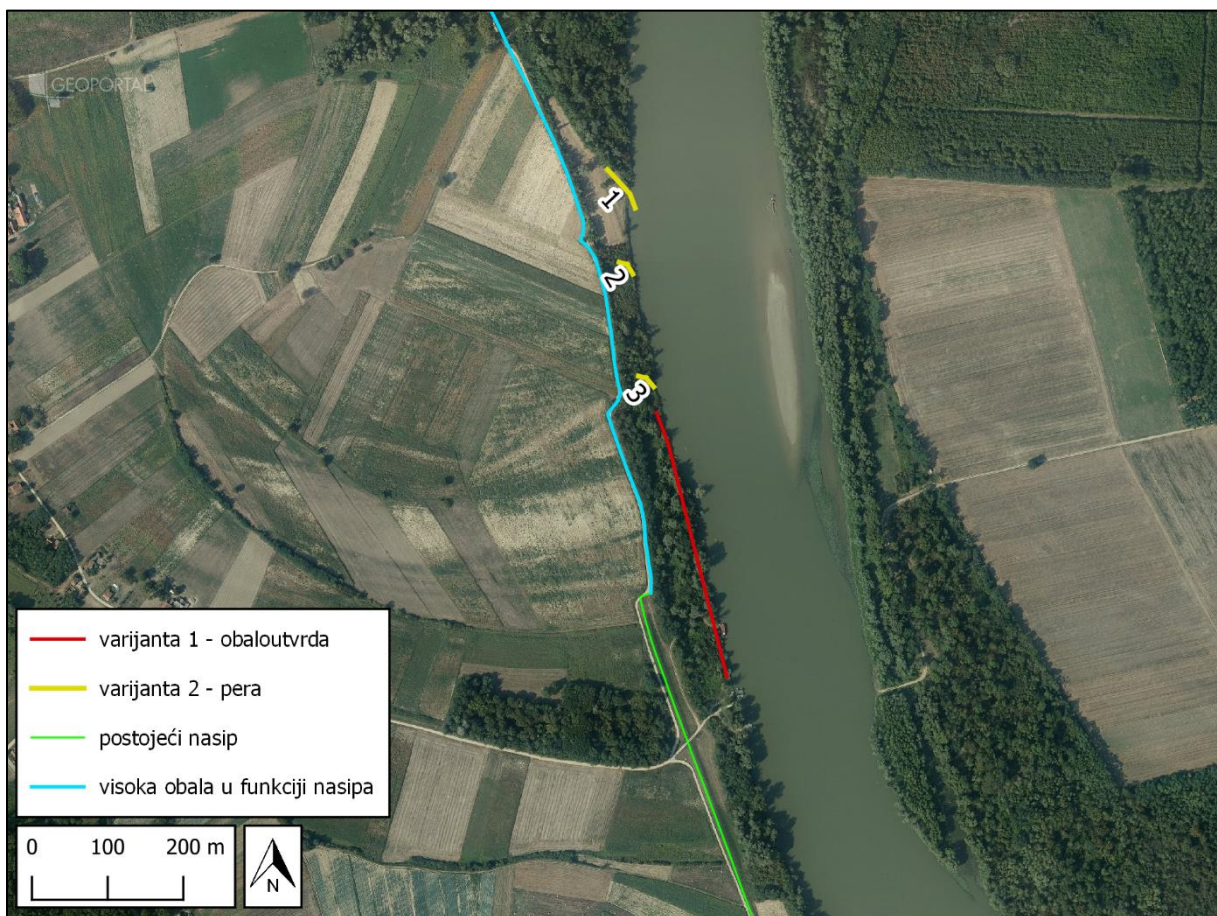 GEOPORTAL
1
2
3
varijanta 1 - obaloutvrda
varijanta 2 - pera
postojeći nasip
visoka obala u funkciji nasipa
0 100 200 m
N